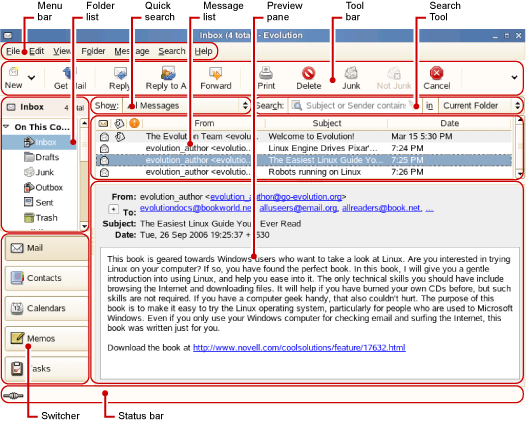 Menu bar
Folder list
Quick search
Message list
Preview pane
Tool bar
Search Tool
Inbox (4 total) - Evolution
File Edit View Folder Message Search Help
New Get Mail Reply Reply to A Forward Print Delete Junk Not Junk Cancel
Inbox 4 tal
Show: All Messages Search: Subject or Sender contains in Current Folder
On This Co...
Inbox
Drafts
Junk
Outbox
Sent
Trash
From Subject Date
The Evolution Team <evolu... Welcome to Evolution! Mar 15 5:30 PM
evolution_author <evolutio... Linux Engine Drives Pixar'... 7:24 PM
evolution_author <evolutio... The Easiest Linux Guide Yo... 7:25 PM
evolution_author <evolutio... Robots running on Linux 7:26 PM
From: evolution_author <evolution_author@go-evolution.org>
To: evolutiondocs@bookworld.net, allusers@email.org, allreaders@book.net, ...
Subject: The Easiest Linux Guide You Ever Read
Date: Tue, 26 Sep 2006 19:25:37 + 530
This book is geared towards Windows users who want to take a look at Linux. Are you interested in trying
Linux on your computer? If so, you have found the perfect book. In this book, I will give you a gentle
introduction into using Linux, and help you ease into it. The only technical skills you should have include
browsing the Internet and downloading files. It will help if you have burned your own CDs before, but such
skills are not required. If you have a computer geek handy, that also couldn't hurt. The purpose of this
book is to make it easy to try the Linux operating system, particularly for people who are used to Microsoft
Windows. Even if you only use your Windows computer for checking email and surfing the Internet, this
book was written just for you.
Download the book at http://www.novell.com/coolsolutions/feature/17632.html
Mail
Contacts
Calendars
Memos
Tasks
Switcher
Status bar